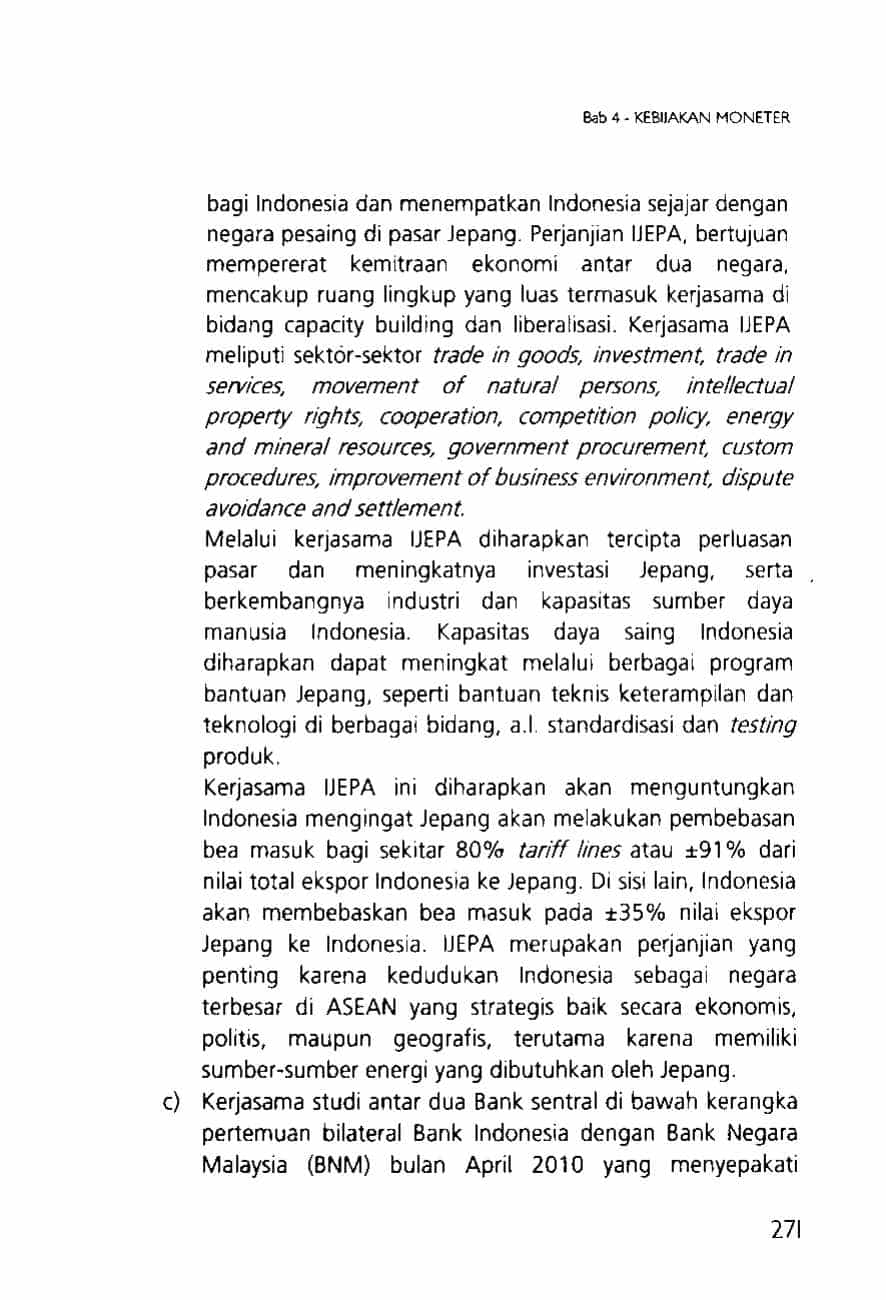 Bab 4 - KEBIJAKAN MONETER
bagi Indonesia dan menempatkan Indonesia sejajar dengan
negara pesaing di pasar Jepang. Perjanjian IJEPA, bertujuan
mempererat kemitraan ekonomi antar dua negara,
mencakup ruang lingkup yang luas termasuk kerjasama di
bidang capacity building dan liberalisasi. Kerjasama IJEPA
meliputi sektor-sektor trade in goods, investment, trade in
services, movement of natural persons, intellectual
property rights, cooperation, competition policy, energy
and mineral resources, government procurement, custom
procedures, improvement of business environment, dispute
avoidance and settlement.
Melalui kerjasama IJEPA diharapkan tercipta perluasan
pasar dan meningkatnya investasi Jepang, serta
berkembangnya industri dan kapasitas sumber daya
manusia Indonesia. Kapasitas daya saing Indonesia
diharapkan dapat meningkat melalui berbagai program
bantuan Jepang, seperti bantuan teknis keterampilan dan
teknologi di berbagai bidang, a.l. standardisasi dan testing
produk.
Kerjasama IJEPA ini diharapkan akan menguntungkan
Indonesia mengingat Jepang akan melakukan pembebasan
bea masuk bagi sekitar 80% tariff lines atau ±91% dari
nilai total ekspor Indonesia ke Jepang. Di sisi lain, Indonesia
akan membebaskan bea masuk pada ±35% nilai ekspor
Jepang ke Indonesia. IJEPA merupakan perjanjian yang
penting karena kedudukan Indonesia sebagai negara
terbesar di ASEAN yang strategis baik secara ekonomis,
politis, maupun geografis, terutama karena memiliki
sumber-sumber energi yang dibutuhkan oleh Jepang.
c) Kerjasama studi antar dua Bank sentral di bawah kerangka
pertemuan bilateral Bank Indonesia dengan Bank Negara
Malaysia (BNM) bulan April 2010 yang menyepakati
271